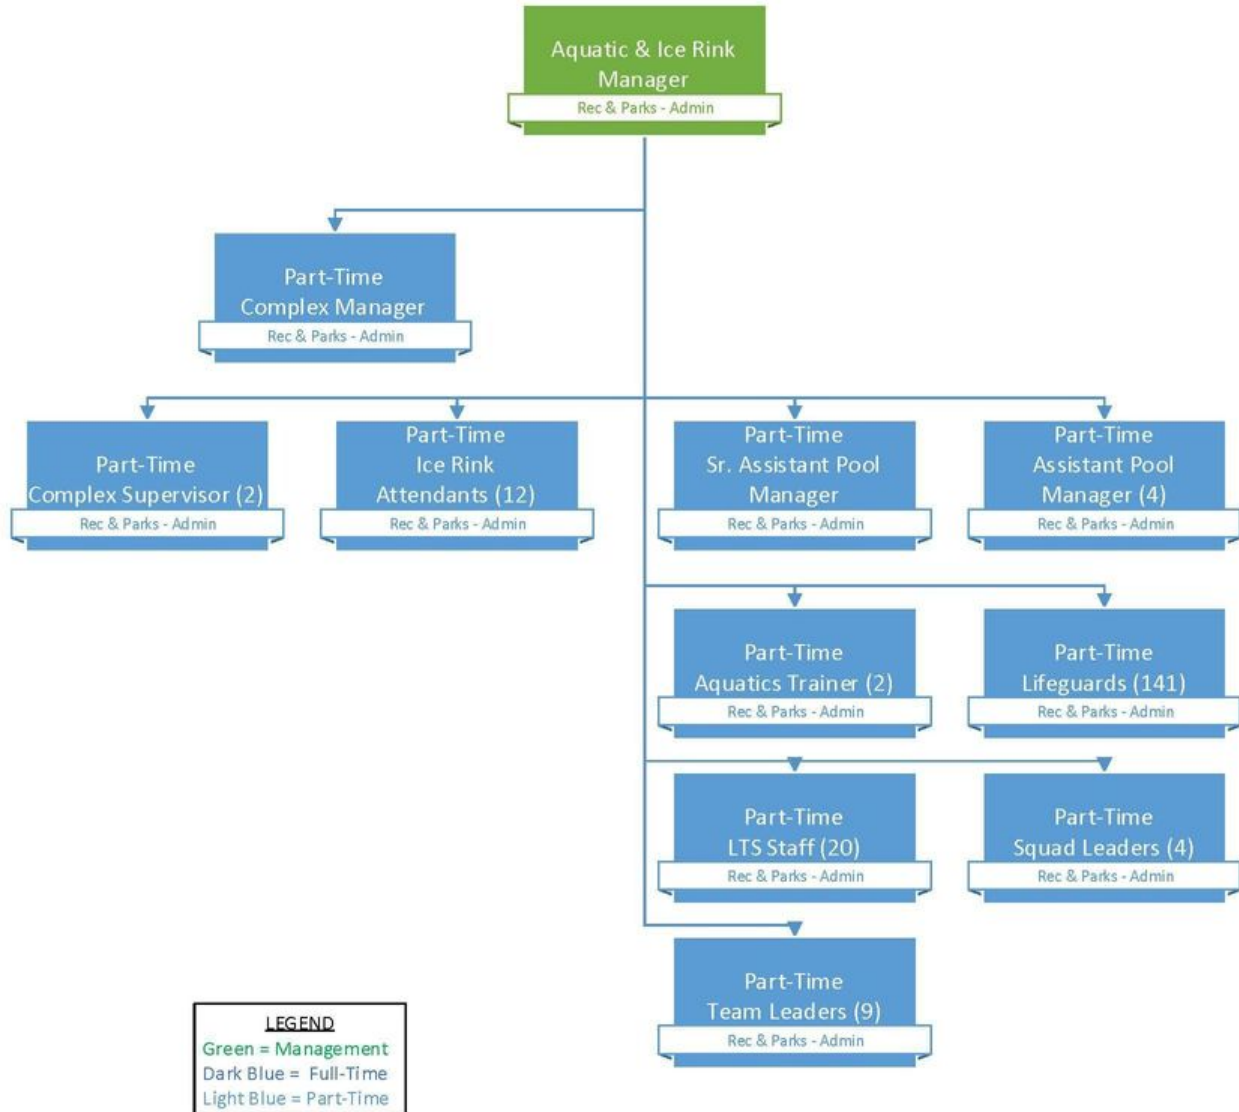 Aquatic & Ice Rink
Manager
Rec & Parks - Admin
Part-Time
Complex Manager
Rec & Parks - Admin
Part-Time
Complex Supervisor (2)
Rec & Parks - Admin
Part-Time
Ice Rink
Attendants (12)
Rec & Parks - Admin
Part-Time
Sr. Assistant Pool
Manager
Rec & Parks - Admin
Part-Time
Assistant Pool
Manager (4)
Rec & Parks - Admin
Part-Time
Aquatics Trainer (2)
Rec & Parks - Admin
Part-Time
Lifeguards (141)
Rec & Parks - Admin
Part-Time
LTS Staff (20)
Rec & Parks - Admin
Part-Time
Squad Leaders (4)
Rec & Parks - Admin
Part-Time
Team Leaders (9)
Rec & Parks - Admin
LEGEND
Green = Management
Dark Blue = Full-Time
Light Blue = Part-Time